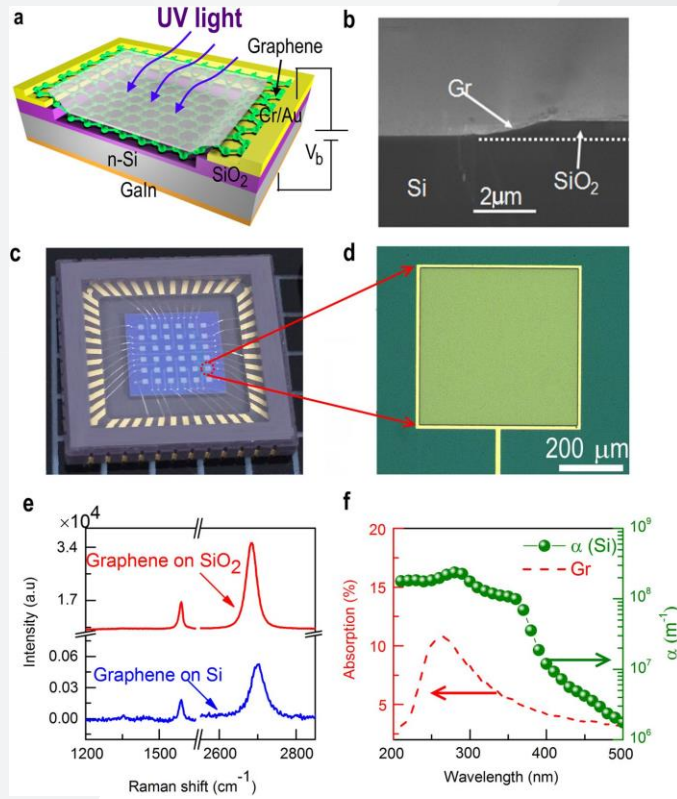 a
UV light
Graphene
Gr/Au
n-Si
SiO2
GaIn
Vb
b
Gr
Si
SiO2
2μm
c
d
200 μm
e
×10^4
3.4
1.7
0.06
0.03
0.00
Intensity (a.u)
Graphene on SiO2
Graphene on Si
1200 1500 2600 2800
Raman shift (cm-1)
f
20
15
10
5
Absorption (%)
α (Si)
Gr
10^9
10^8
10^7
10^6
α (m-1)
200 300 400 500
Wavelength (nm)